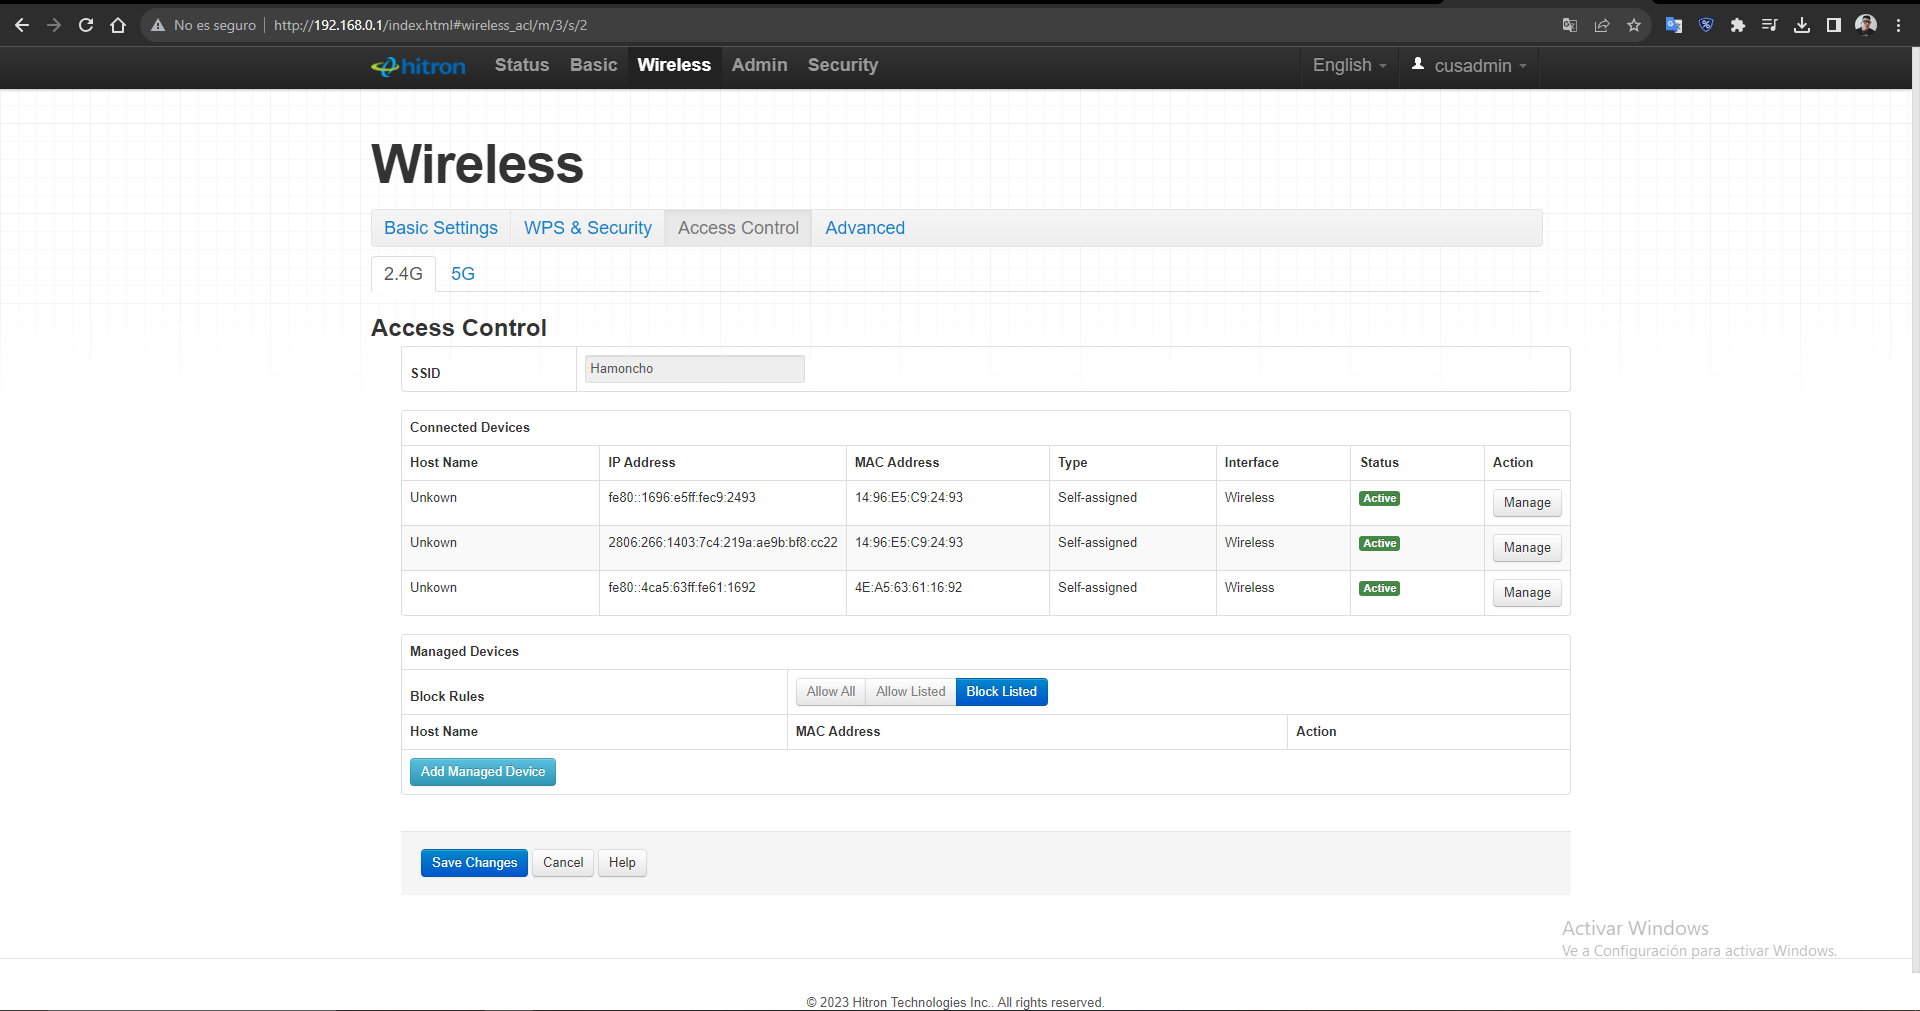 No es seguro http://192.168.0.1/index.html#wireless_acl/m/3/s/2
hitron Status Basic Wireless Admin Security English cusadmin
Wireless
Basic Settings WPS & Security Access Control Advanced
2.4G 5G
Access Control
SSID Hamoncho
Connected Devices
Host Name IP Address MAC Address Type Interface Status Action
Unkown fe80::1696:e5ff:fec9:2493 14:96:E5:C9:24:93 Self-assigned Wireless Active Manage
Unkown 2806:266:1403:7c4:219a:ae9b:bf8:cc22 14:96:E5:C9:24:93 Self-assigned Wireless Active Manage
Unkown fe80::4ca5:63ff:fe61:1692 4E:A5:63:61:16:92 Self-assigned Wireless Active Manage
Managed Devices
Block Rules Allow All Allow Listed Block Listed
Host Name MAC Address Action
Add Managed Device
Save Changes Cancel Help
Activar Windows
Ve a Configuración para activar Windows.
© 2023 Hitron Technologies Inc.. All rights reserved.